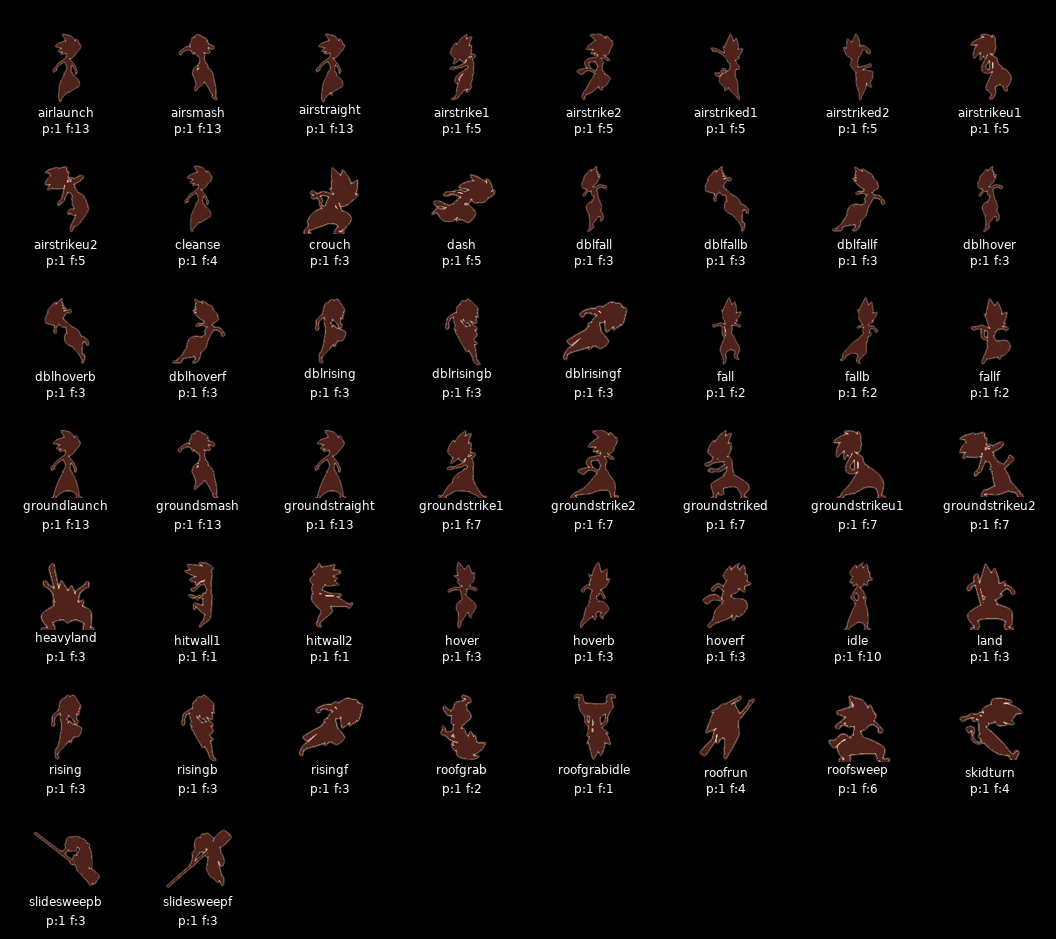 airlaunch airsmash airstraight airstrike1 airstrike2 airstriked1 airstriked2 airstrikeu1
p:1 f:13 p:1 f:13 p:1 f:13 p:1 f:5 p:1 f:5 p:1 f:5 p:1 f:5 p:1 f:5
airstrikeu2 cleanse crouch dash dblfall dblfallb dblfallf dblhover
p:1 f:5 p:1 f:4 p:1 f:3 p:1 f:5 p:1 f:3 p:1 f:3 p:1 f:3 p:1 f:3
dblhoverb dblhoverf dblrising dblrisingb dblrisingf fall fallb fallf
p:1 f:3 p:1 f:3 p:1 f:3 p:1 f:3 p:1 f:3 p:1 f:2 p:1 f:2 p:1 f:2
groundlaunch groundsmash groundstraight groundstrike1 groundstrike2 groundstriked groundstrikeu1 groundstrikeu2
p:1 f:13 p:1 f:13 p:1 f:13 p:1 f:7 p:1 f:7 p:1 f:7 p:1 f:7 p:1 f:7
heavyland hitwall1 hitwall2 hover hoverb hoverf idle land
p:1 f:3 p:1 f:1 p:1 f:1 p:1 f:3 p:1 f:3 p:1 f:3 p:1 f:10 p:1 f:3
rising risingb risingf roofgrab roofgrabidle roofrun roofsweep skidturn
p:1 f:3 p:1 f:3 p:1 f:3 p:1 f:2 p:1 f:1 p:1 f:4 p:1 f:6 p:1 f:4
slidesweepb slidesweepf
p:1 f:3 p:1 f:3